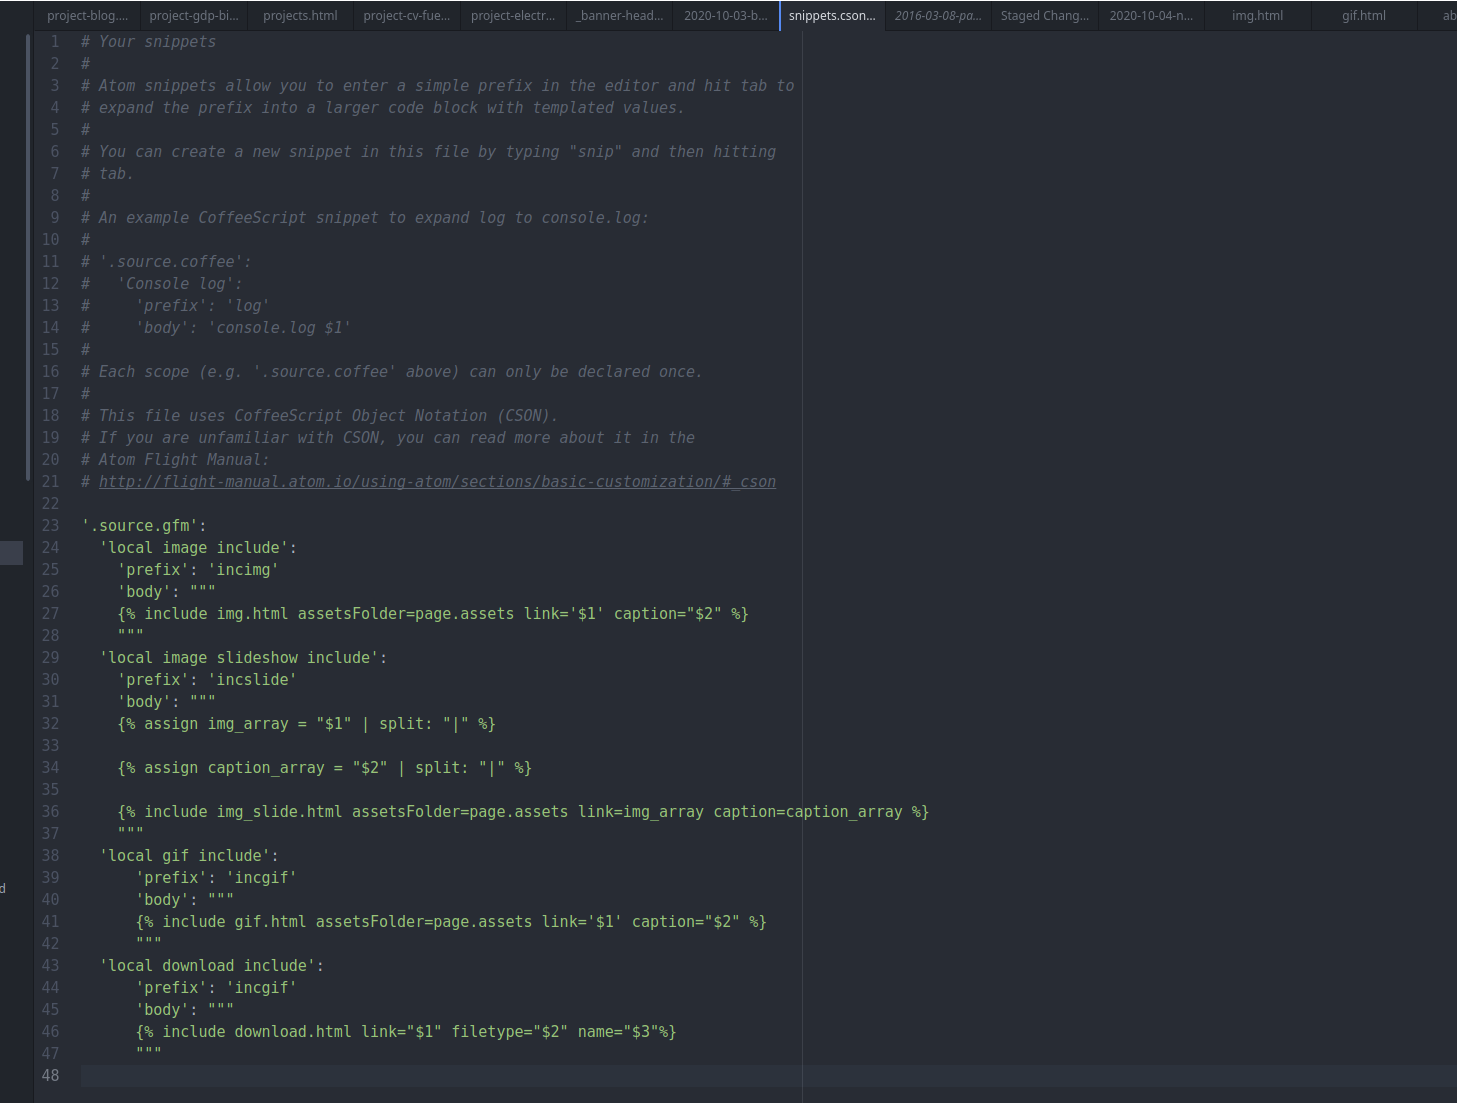 project-blog.... project-gdp-bi... projects.html project-cv-fue... project-electr... _banner-head... 2020-10-03-b... snippets.cson... 2016-03-08-pa... Staged Chang... 2020-10-04-n... img.html gif.html ab
1 # Your snippets
2 #
3 # Atom snippets allow you to enter a simple prefix in the editor and hit tab to
4 # expand the prefix into a larger code block with templated values.
5 #
6 # You can create a new snippet in this file by typing "snip" and then hitting
7 # tab.
8 #
9 # An example CoffeeScript snippet to expand log to console.log:
10 #
11 # '.source.coffee':
12 #   'Console log':
13 #     'prefix': 'log'
14 #     'body': 'console.log $1'
15 #
16 # Each scope (e.g. '.source.coffee' above) can only be declared once.
17 #
18 # This file uses CoffeeScript Object Notation (CSON).
19 # If you are unfamiliar with CSON, you can read more about it in the
20 # Atom Flight Manual:
21 # http://flight-manual.atom.io/using-atom/sections/basic-customization/#_cson
22
23 '.source.gfm':
24   'local image include':
25     'prefix': 'incimg'
26     'body': """
27     {% include img.html assetsFolder=page.assets link='$1' caption="$2" %}
28     """
29   'local image slideshow include':
30     'prefix': 'incslide'
31     'body': """
32     {% assign img_array = "$1" | split: "|" %}
33
34     {% assign caption_array = "$2" | split: "|" %}
35
36     {% include img_slide.html assetsFolder=page.assets link=img_array caption=caption_array %}
37     """
38   'local gif include':
39       'prefix': 'incgif'
d
40       'body': """
41       {% include gif.html assetsFolder=page.assets link='$1' caption="$2" %}
42       """
43   'local download include':
44       'prefix': 'incgif'
45       'body': """
46       {% include download.html link="$1" filetype="$2" name="$3"%}
47       """
48